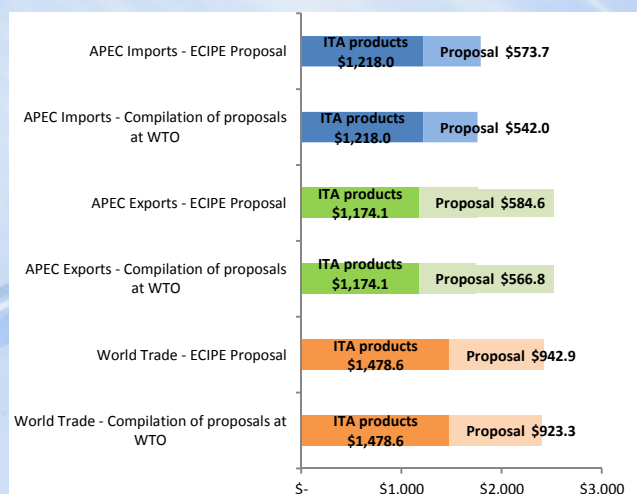 APEC Imports - ECIPE Proposal
ITA products
$1,218.0
Proposal $573.7
APEC Imports - Compilation of proposals
at WTO
ITA products
$1,218.0
Proposal $542.0
APEC Exports - ECIPE Proposal
ITA products
$1,174.1
Proposal $584.6
APEC Exports - Compilation of proposals
at WTO
ITA products
$1,174.1
Proposal $566.8
World Trade - ECIPE Proposal
ITA products
$1,478.6
Proposal $942.9
World Trade - Compilation of proposals at
WTO
ITA products
$1,478.6
Proposal $923.3
$- $1.000 $2.000 $3.000